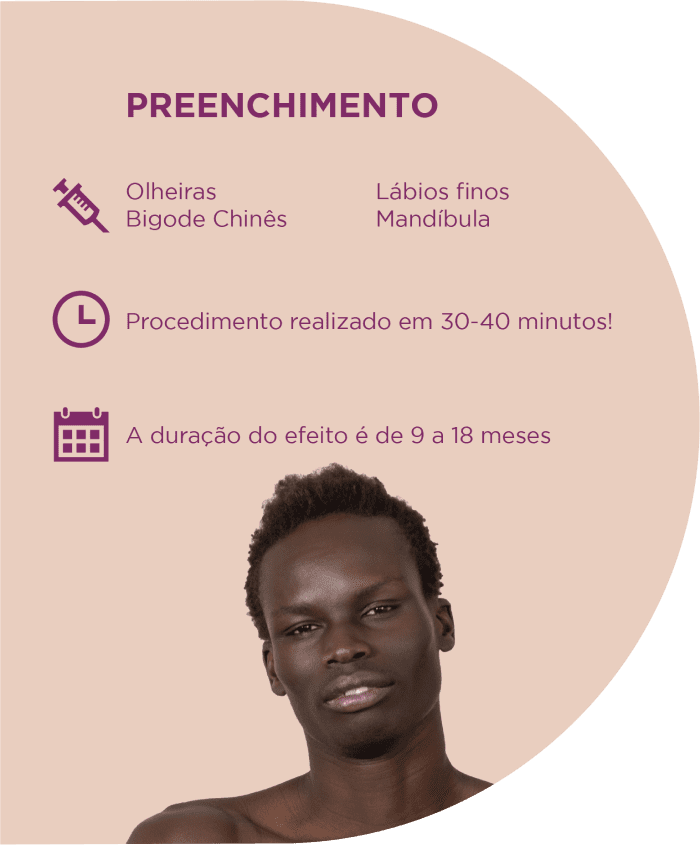 PREENCHIMENTO
Olheiras
Bigode Chinês
Lábios finos
Mandíbula
Procedimento realizado em 30-40 minutos!
A duração do efeito é de 9 a 18 meses